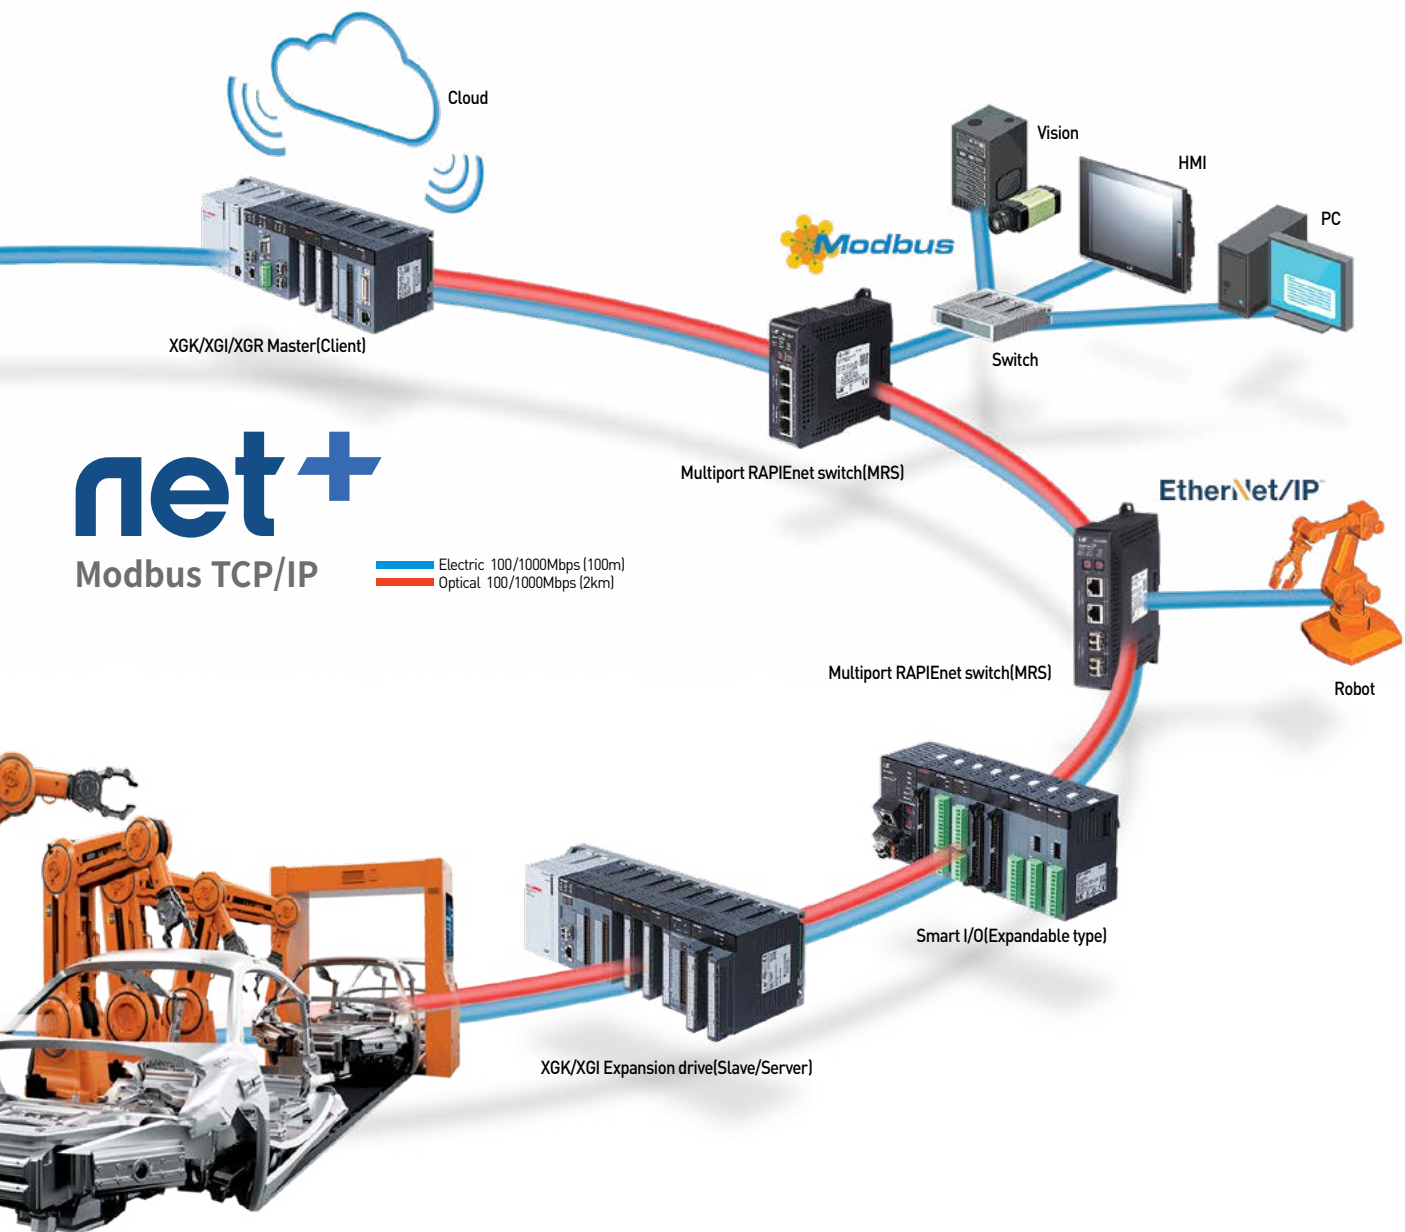 Cloud
Vision
HMI
PC
Modbus
XGK/XGI/XGR Master(Client)
Switch
Multiport RAPIEnet switch(MRS)
net+
EtherNet/IP
Modbus TCP/IP
Electric 100/1000Mbps (100m)
Optical 100/1000Mbps (2km)
Multiport RAPIEnet switch(MRS)
Robot
Smart I/O(Expandable type)
XGK/XGI Expansion drive(Slave/Server)